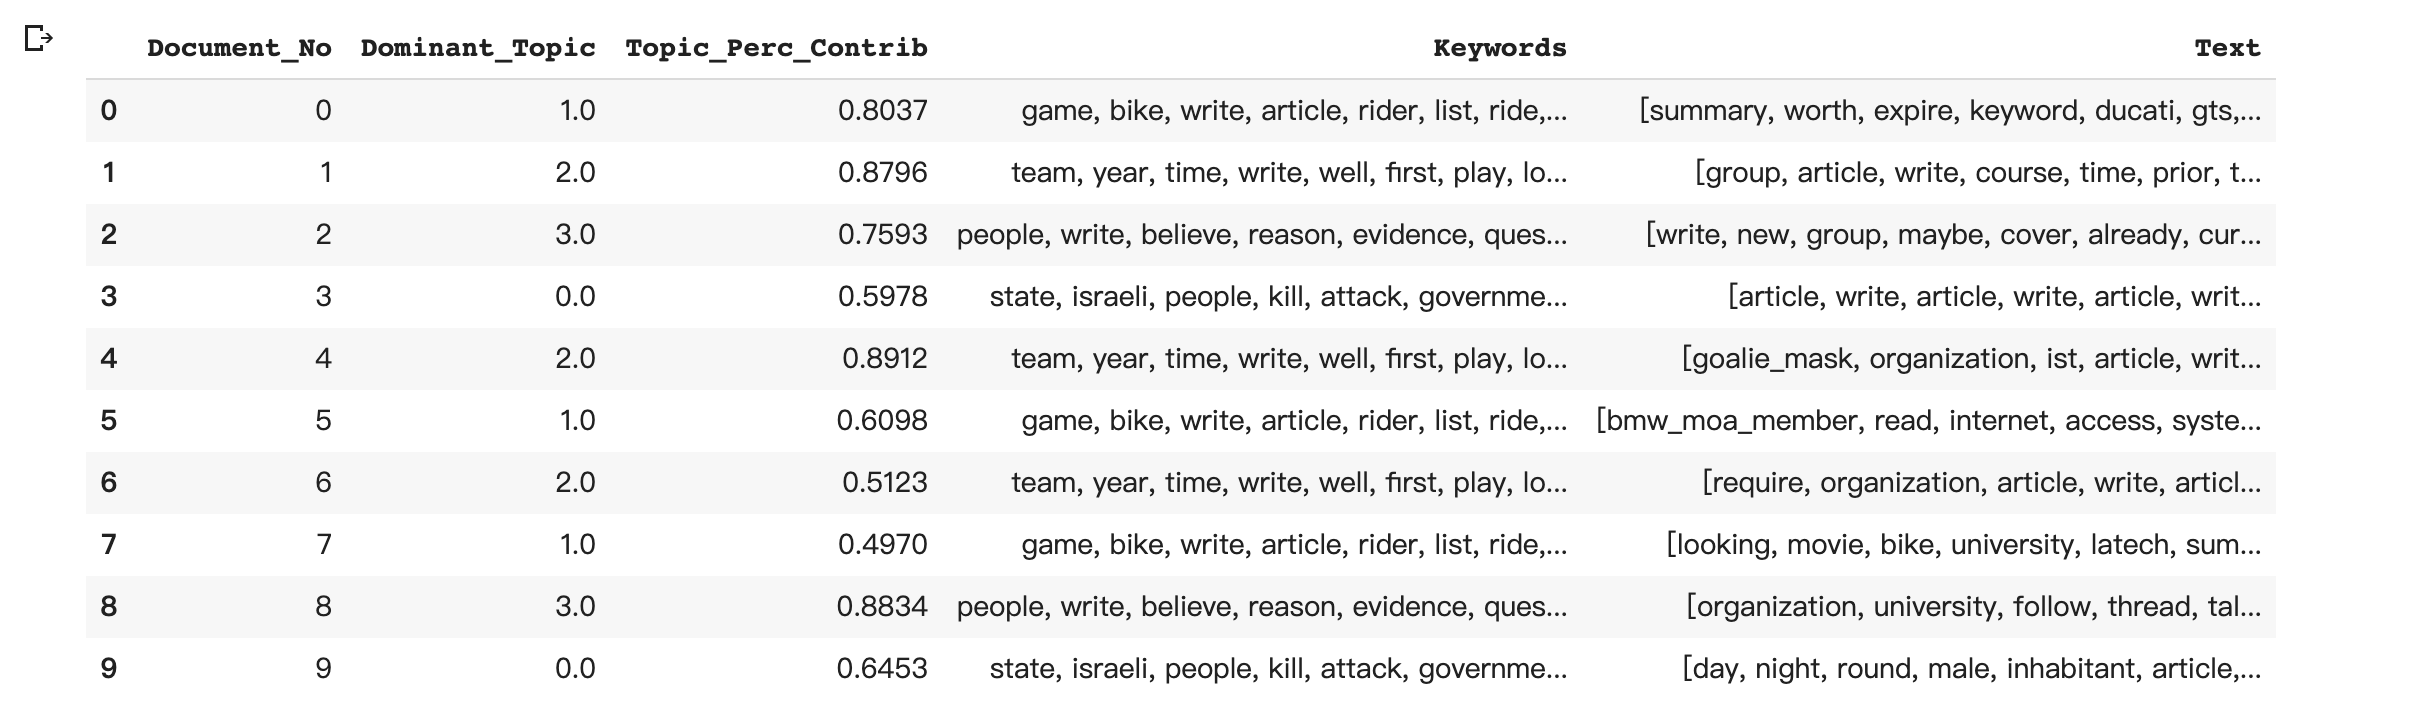 Document_No Dominant_Topic Topic_Perc_Contrib Keywords Text
0 0 1.0 0.8037 game, bike, write, article, rider, list, ride,... [summary, worth, expire, keyword, ducati, gts,...
1 1 2.0 0.8796 team, year, time, write, well, first, play, lo... [group, article, write, course, time, prior, t...
2 2 3.0 0.7593 people, write, believe, reason, evidence, ques... [write, new, group, maybe, cover, already, cur...
3 3 0.0 0.5978 state, israeli, people, kill, attack, governme... [article, write, article, write, article, writ...
4 4 2.0 0.8912 team, year, time, write, well, first, play, lo... [goalie_mask, organization, ist, article, writ...
5 5 1.0 0.6098 game, bike, write, article, rider, list, ride,... [bmw_moa_member, read, internet, access, syste...
6 6 2.0 0.5123 team, year, time, write, well, first, play, lo... [require, organization, article, write, articl...
7 7 1.0 0.4970 game, bike, write, article, rider, list, ride,... [looking, movie, bike, university, latech, sum...
8 8 3.0 0.8834 people, write, believe, reason, evidence, ques... [organization, university, follow, thread, tal...
9 9 0.0 0.6453 state, israeli, people, kill, attack, governme... [day, night, round, male, inhabitant, article,...